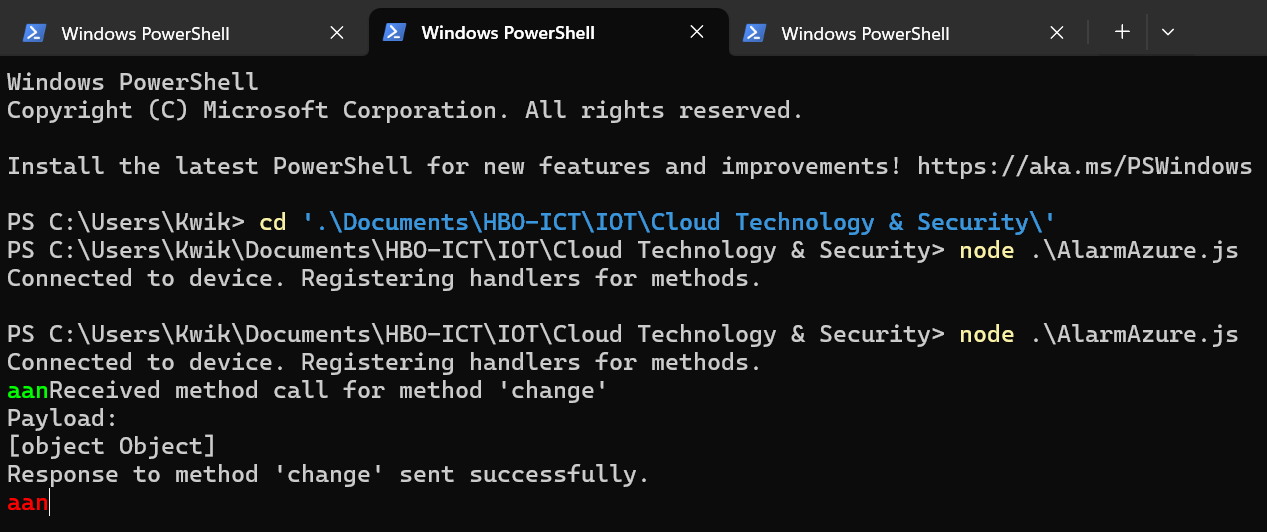 Windows PowerShell
Windows PowerShell
Windows PowerShell
Windows PowerShell
Copyright (C) Microsoft Corporation. All rights reserved.
Install the latest PowerShell for new features and improvements! https://aka.ms/PSWindows
PS C:\Users\Kwik> cd '.\Documents\HBO-ICT\IOT\Cloud Technology & Security\'
PS C:\Users\Kwik\Documents\HBO-ICT\IOT\Cloud Technology & Security> node .\AlarmAzure.js
Connected to device. Registering handlers for methods.
PS C:\Users\Kwik\Documents\HBO-ICT\IOT\Cloud Technology & Security> node .\AlarmAzure.js
Connected to device. Registering handlers for methods.
aanReceived method call for method 'change'
Payload:
[object Object]
Response to method 'change' sent successfully.
aan